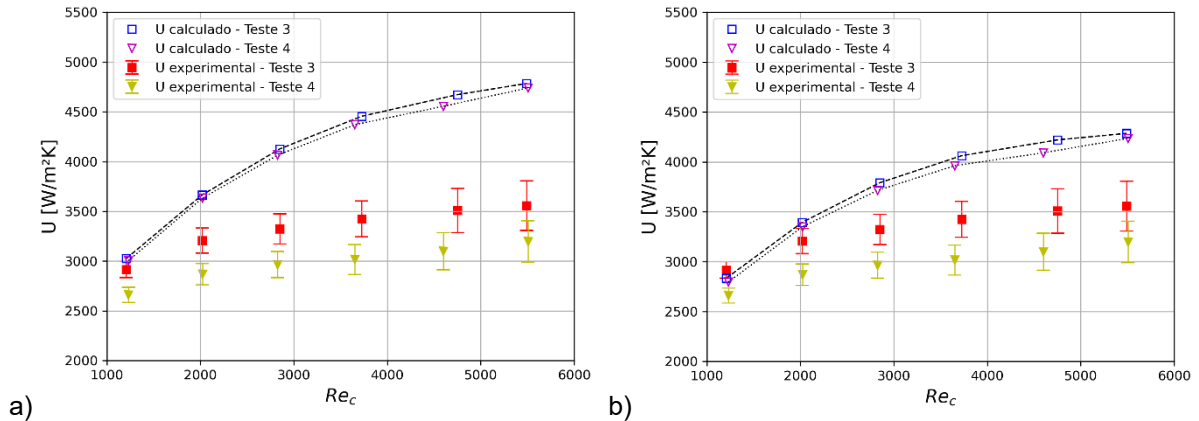 5500
5000
4500
4000
3500
3000
2500
2000
U [W/m²K]
U calculado - Teste 3
U calculado - Teste 4
U experimental - Teste 3
U experimental - Teste 4
1000 2000 3000 4000 5000 6000
Re_c
a)
5500
5000
4500
4000
3500
3000
2500
2000
U [W/m²K]
U calculado - Teste 3
U calculado - Teste 4
U experimental - Teste 3
U experimental - Teste 4
1000 2000 3000 4000 5000 6000
Re_c
b)